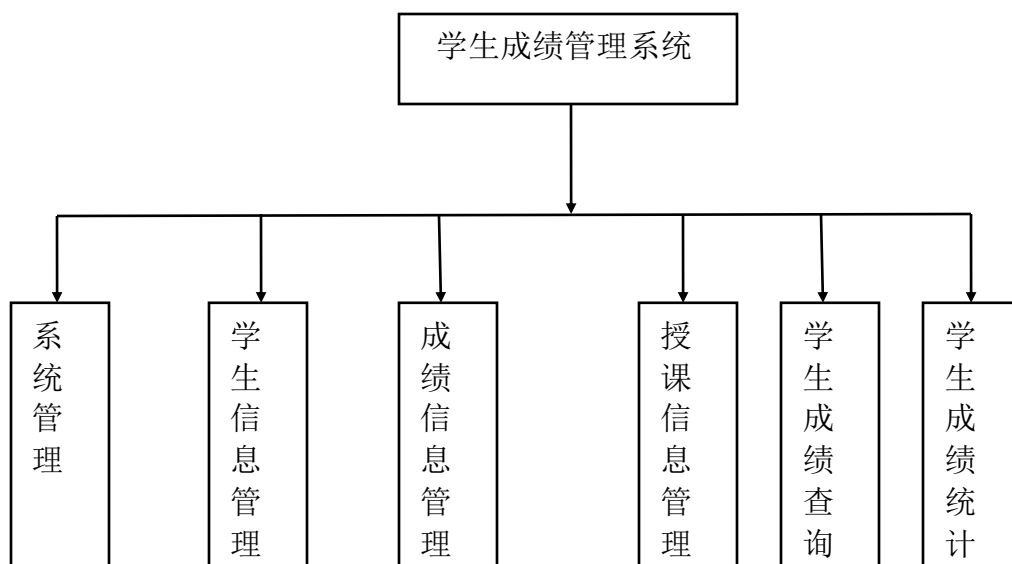 学生成绩管理系统
系统管理
学生信息管理
成绩信息管理
授课信息管理
学生成绩查询
学生成绩统计